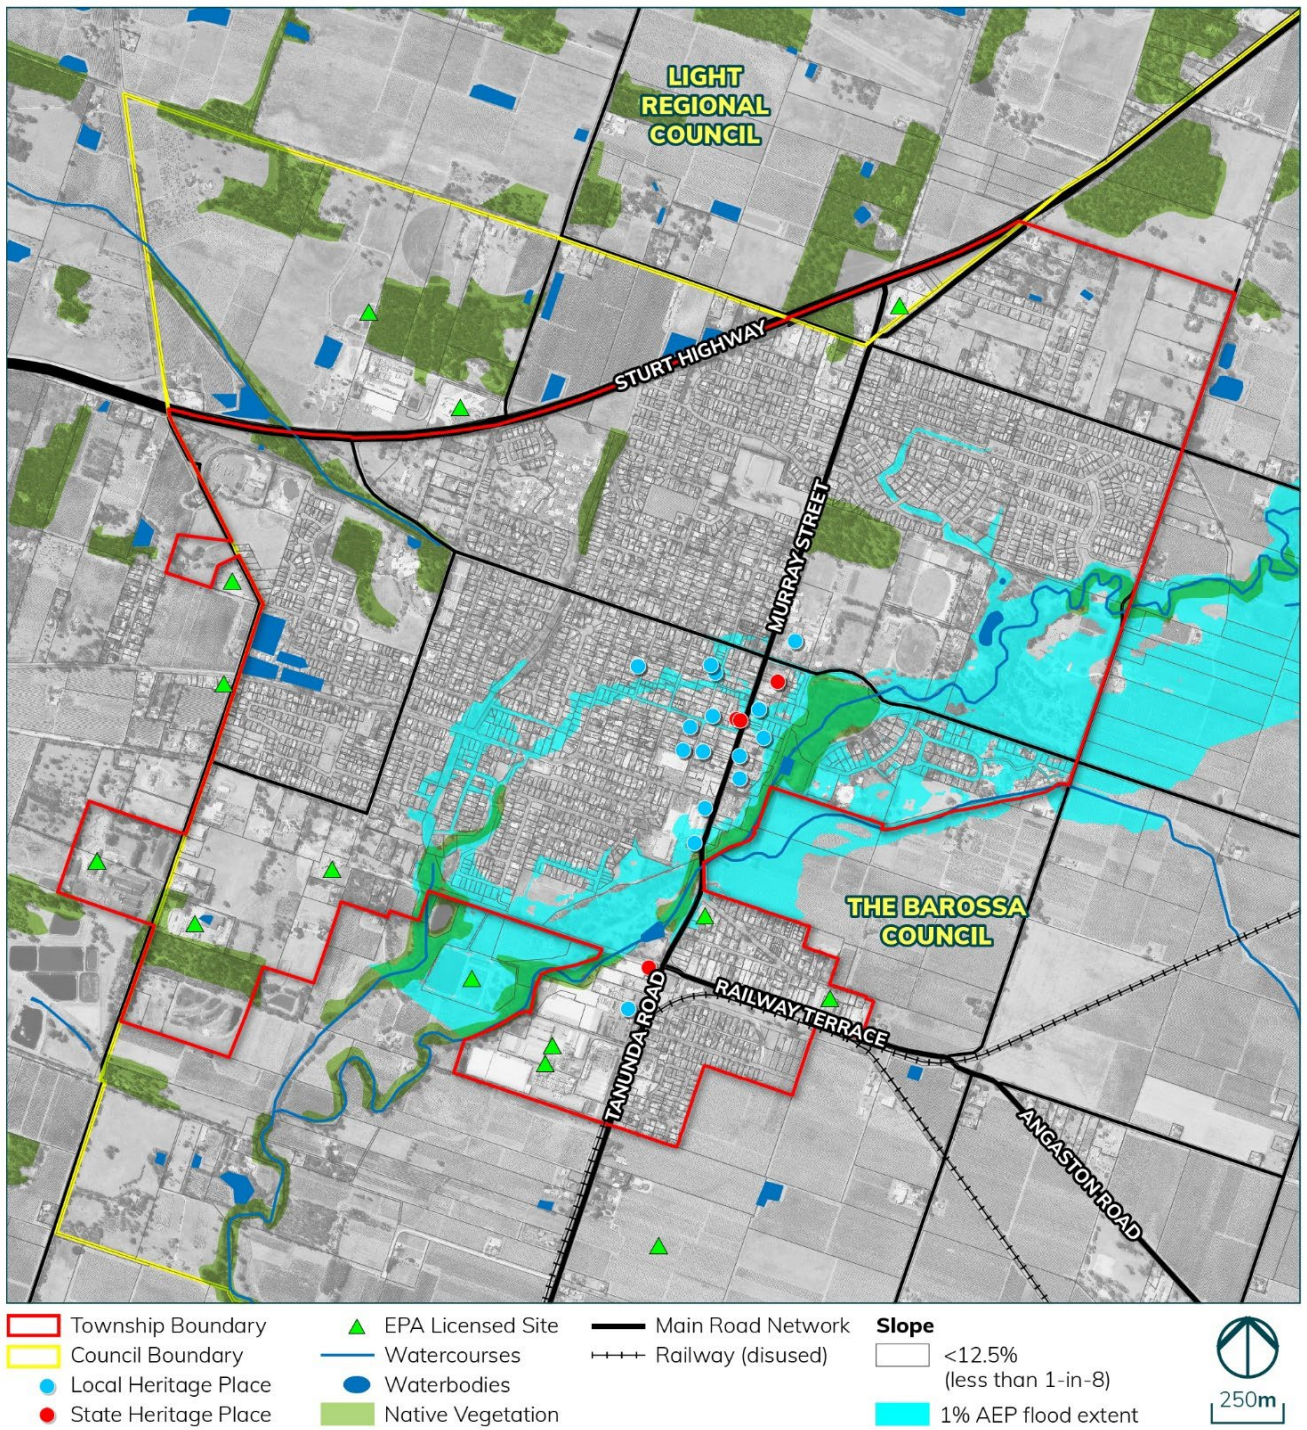 LIGHT
REGIONAL
COUNCIL
STURT HIGHWAY
MURRAY STREET
THE BAROSSA
COUNCIL
RAILWAY TERRACE
TANUNDA ROAD
ANGASTON ROAD
Township Boundary
Council Boundary
Local Heritage Place
State Heritage Place
EPA Licensed Site
Watercourses
Waterbodies
Native Vegetation
Main Road Network
Railway (disused)
Slope
<12.5%
(less than 1-in-8)
1% AEP flood extent
250m